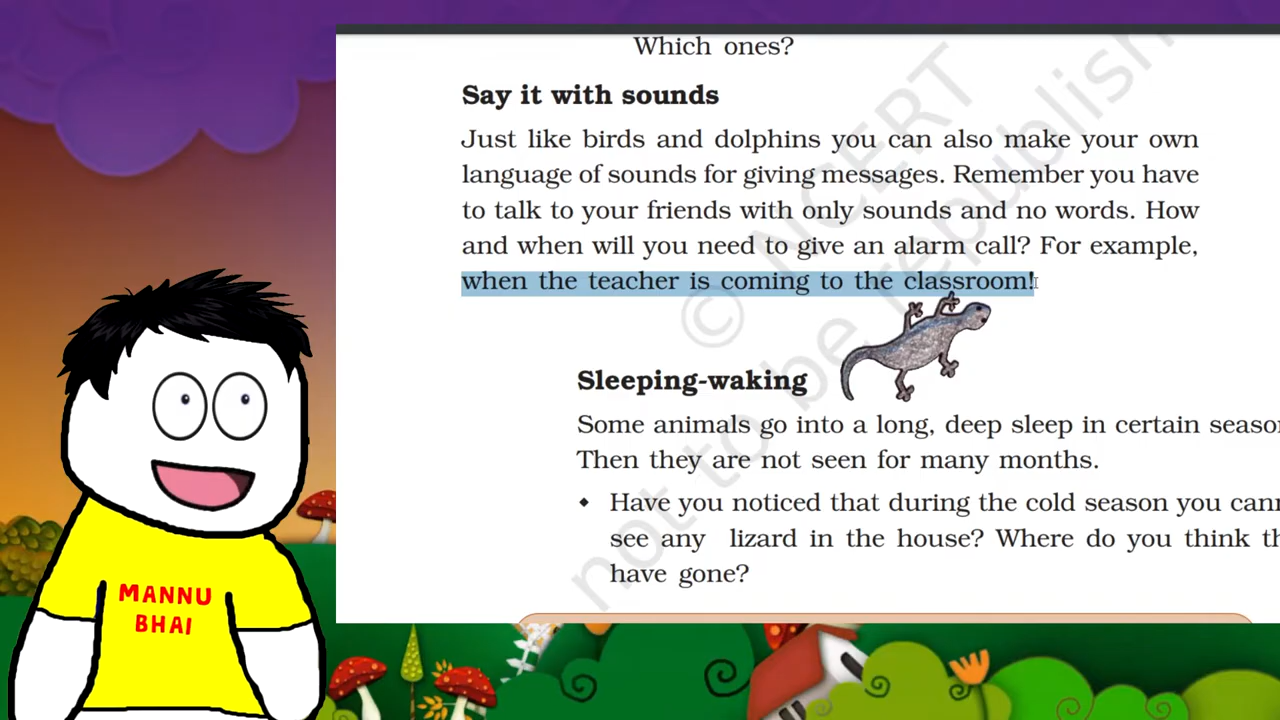 Which ones?
Say it with sounds
Just like birds and dolphins you can also make your own
language of sounds for giving messages. Remember you have
to talk to your friends with only sounds and no words. How
and when will you need to give an alarm call? For example,
when the teacher is coming to the classroom!
Sleeping-waking
Some animals go into a long, deep sleep in certain
Then they are not seen for many months.
◆ Have you noticed that during the cold season you
see any lizard in the house? Where do you think
have gone?
MANNU
BHAI
© NCERT
not to be republish